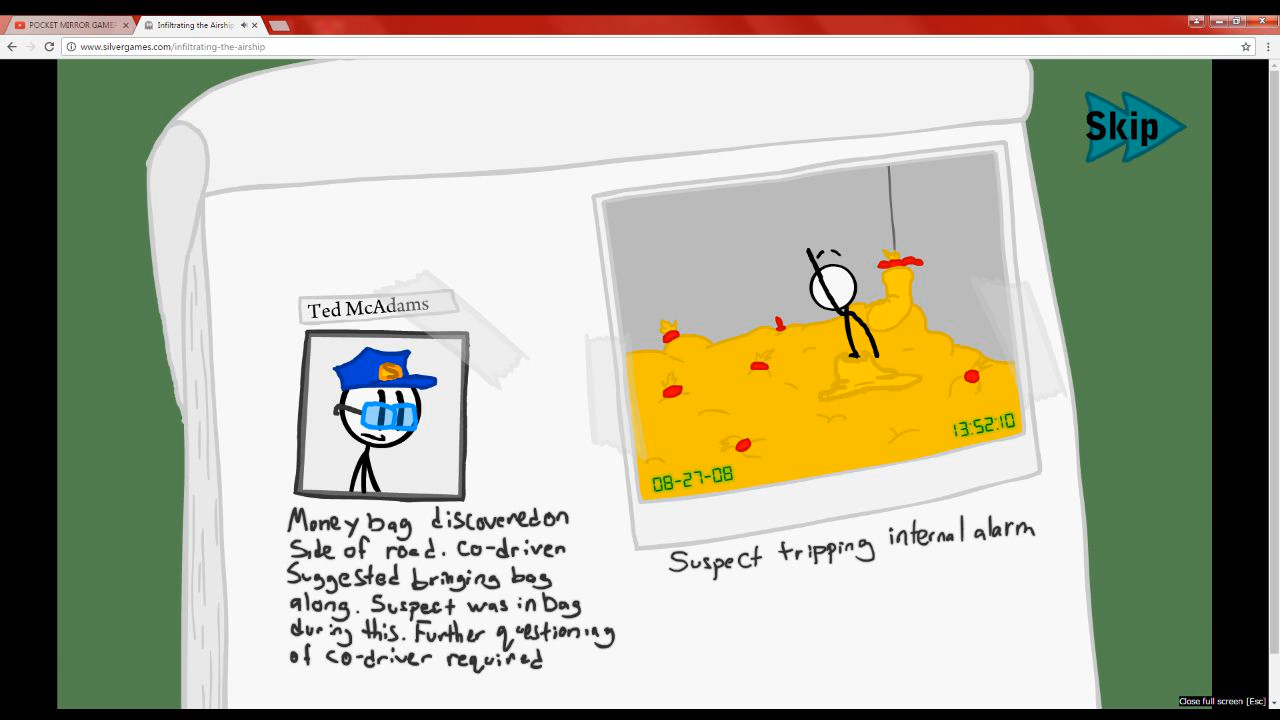 POCKET MIRROR GAME
Infiltrating the Airship
www.silvergames.com/infiltrating-the-airship
Skip
Ted McAdams
S
08-27-08
13:52:10
Money bag discovered on
Side of road. Co-driven
Suggested bringing bag
along. Suspect was in bag
during this. Further questioning
of co-driver required
Suspect tripping internal alarm
Close full screen [Esc]